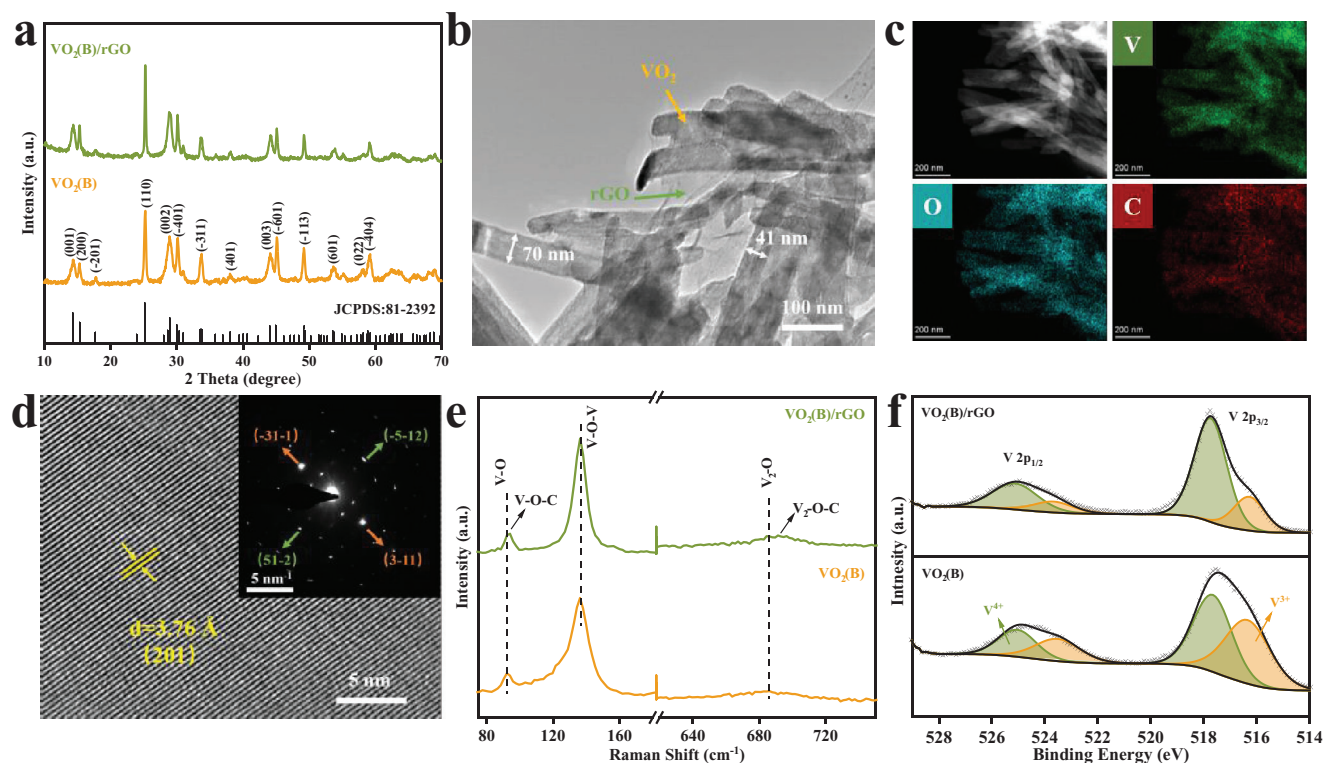 a
VO₂(B)/rGO
VO₂(B)
(001)
(200)
(-201)
(110)
(002)
(-401)
(-311)
(401)
(003)
(-601)
(-113)
(601)
(022)
(-404)
JCPDS:81-2392
10 20 30 40 50 60 70
2 Theta (degree)
Intensity (a.u.)
b
VO₂
rGO
70 nm
41 nm
100 nm
c
V
O
C
200 nm
200 nm
200 nm
200 nm
d
(-31-1)
(-5-12)
(51-2)
(3-11)
5 nm⁻¹
d=3.76 Å
(201)
5 nm
e
VO₂(B)/rGO
V-O
V-O-C
V-O-V
V₂-O
V₂-O-C
VO₂(B)
80 120 160 640 680 720
Raman Shift (cm⁻¹)
Intensity (a.u.)
f
VO₂(B)/rGO
V 2p₃/₂
V 2p₁/₂
VO₂(B)
V⁴⁺
V³⁺
528 526 524 522 520 518 516 514
Binding Energy (eV)
Intnesity (a.u.)